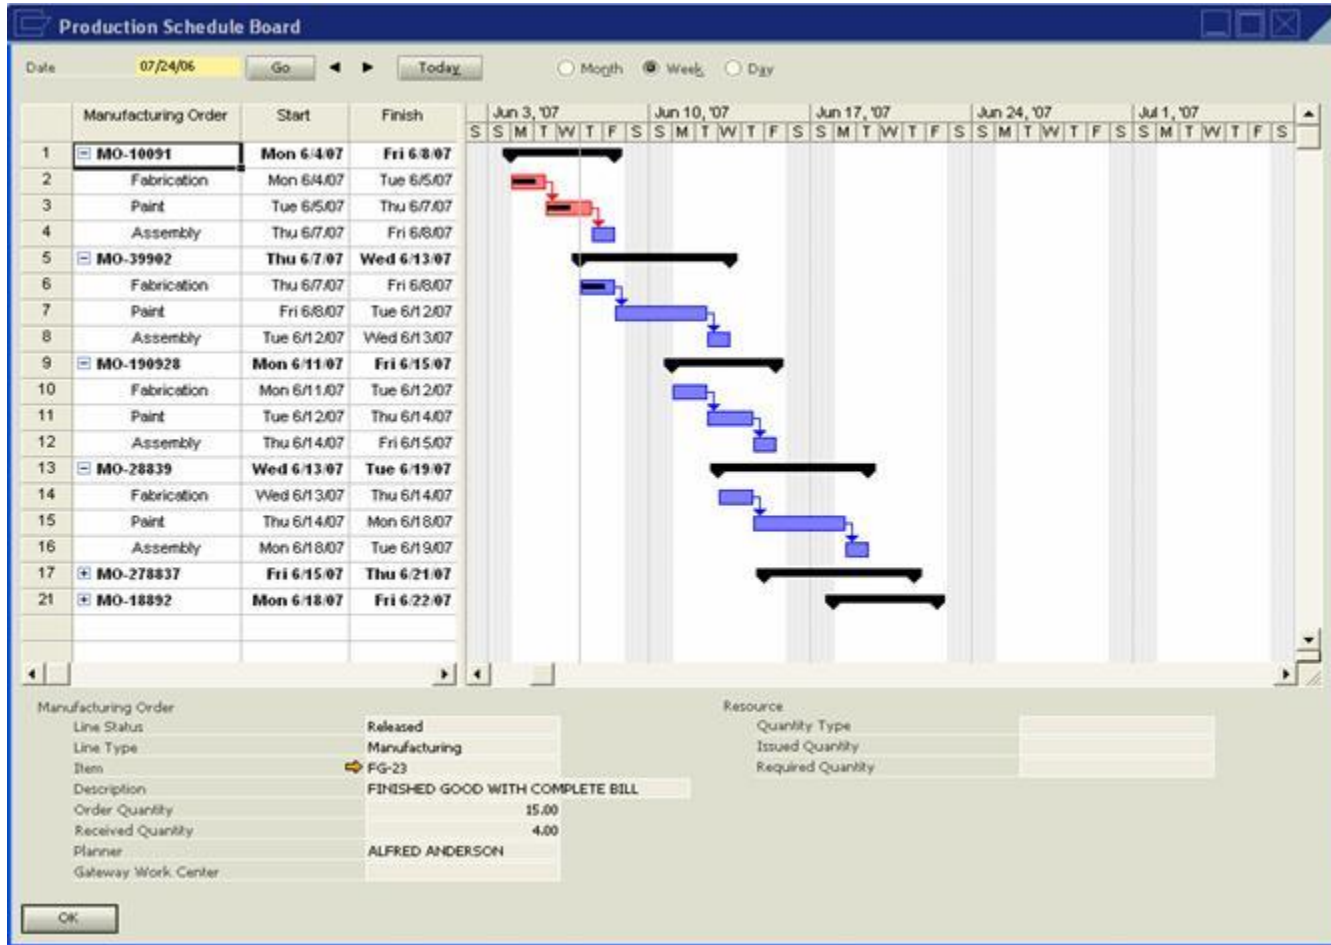 Production Schedule Board
Date 07/24/06 Go Today Month Week Day
Manufacturing Order Start Finish Jun 3, '07 Jun 10, '07 Jun 17, '07 Jun 24, '07 Jul 1, '07
S S M T W T F S S M T W T F S S M T W T F S S M T W T F S S M T W T F S
1 MO-10091 Mon 6/4/07 Fri 6/8/07
2 Fabrication Mon 6/4/07 Tue 6/5/07
3 Paint Tue 6/5/07 Thu 6/7/07
4 Assembly Thu 6/7/07 Fri 6/8/07
5 MO-39902 Thu 6/7/07 Wed 6/13/07
6 Fabrication Thu 6/7/07 Fri 6/8/07
7 Paint Fri 6/8/07 Tue 6/12/07
8 Assembly Tue 6/12/07 Wed 6/13/07
9 MO-190928 Mon 6/11/07 Fri 6/15/07
10 Fabrication Mon 6/11/07 Tue 6/12/07
11 Paint Tue 6/12/07 Thu 6/14/07
12 Assembly Thu 6/14/07 Fri 6/15/07
13 MO-28839 Wed 6/13/07 Tue 6/19/07
14 Fabrication Wed 6/13/07 Thu 6/14/07
15 Paint Thu 6/14/07 Mon 6/18/07
16 Assembly Mon 6/18/07 Tue 6/19/07
17 MO-278837 Fri 6/15/07 Thu 6/21/07
21 MO-18892 Mon 6/18/07 Fri 6/22/07
Manufacturing Order Resource
Line Status Released Quantity Type
Line Type Manufacturing Issued Quantity
Item FG-23 Required Quantity
Description FINISHED GOOD WITH COMPLETE BILL
Order Quantity 15.00
Received Quantity 4.00
Planner ALFRED ANDERSON
Gateway Work Center
OK